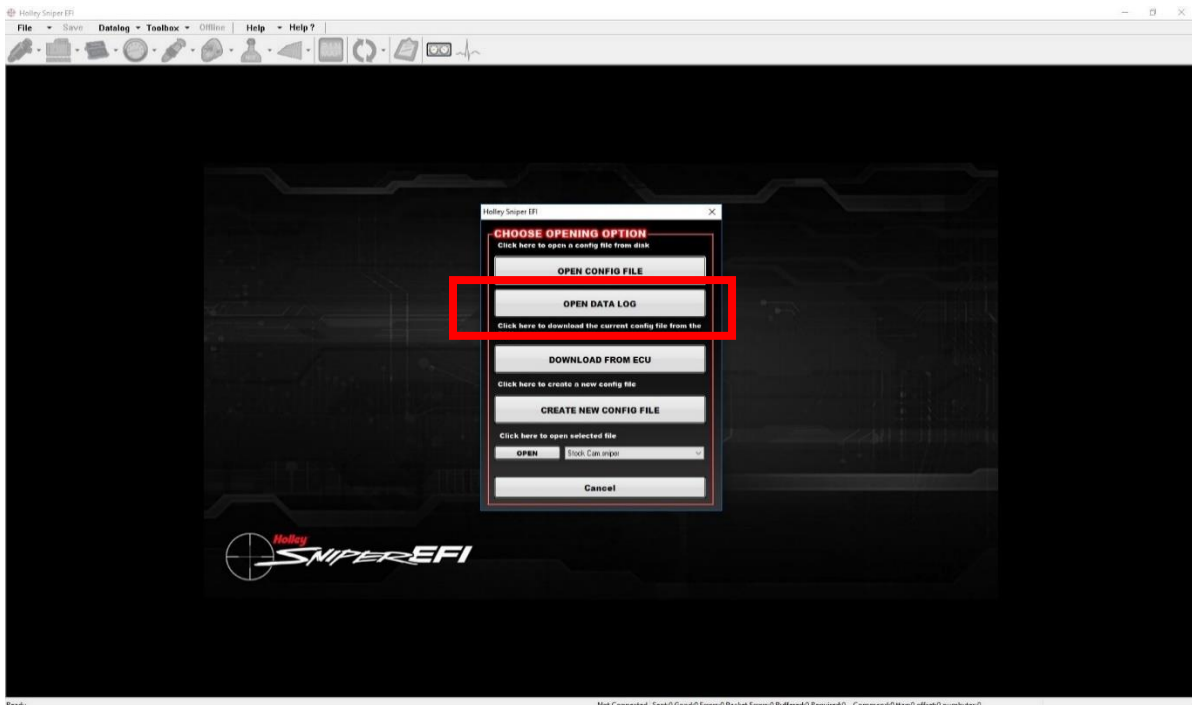 Holley Sniper EFI
File Save Datalog Toolbox Offline Help Help ?
Holley Sniper EFI
CHOOSE OPENING OPTION
Click here to open a config file from disk
OPEN CONFIG FILE
OPEN DATA LOG
Click here to download the current config file from the
DOWNLOAD FROM ECU
Click here to create a new config file
CREATE NEW CONFIG FILE
Click here to open selected file
OPEN Stock Cam.sniper
Cancel
Holley
SNIPER EFI
Ready
Not Connected